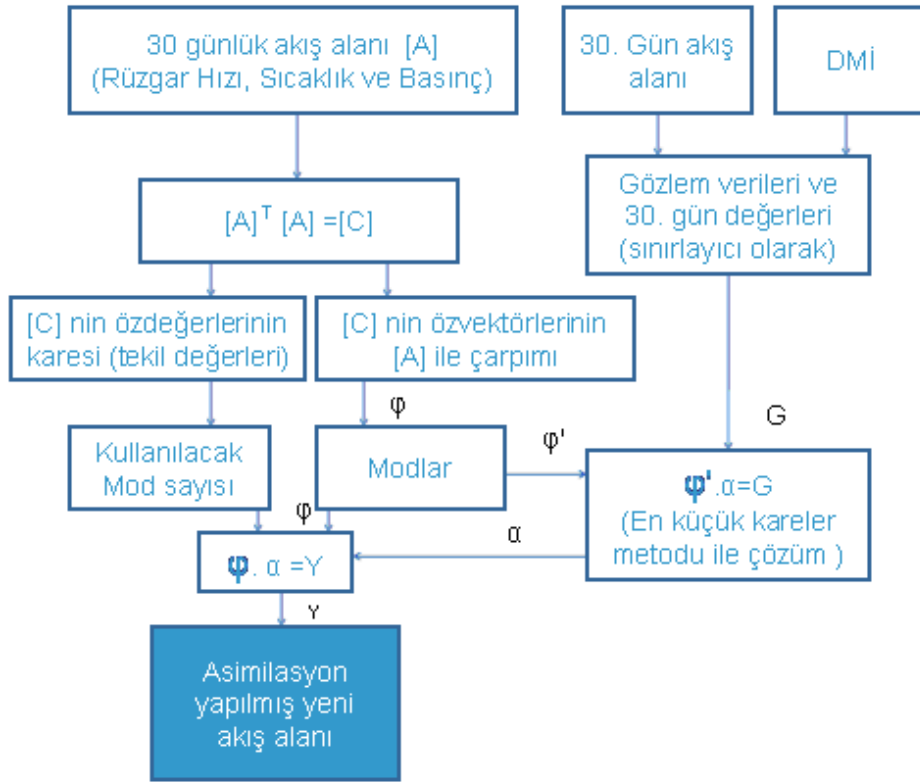 30 günlük akış alanı [A]
(Rüzgar Hızı, Sıcaklık ve Basınç)
30. Gün akış
alanı
DMİ
[A]ᵀ [A] =[C]
Gözlem verileri ve
30. gün değerleri
(sınırlayıcı olarak)
[C] nin özdeğerlerinin
karesi (tekil değerleri)
[C] nin özvektörlerinin
[A] ile çarpımı
φ
G
Kullanılacak
Mod sayısı
Modlar
φ'
φ'.α=G
(En küçük kareler
metodu ile çözüm )
φ
α
φ. α =Y
Y
Asimilasyon
yapılmış yeni
akış alanı